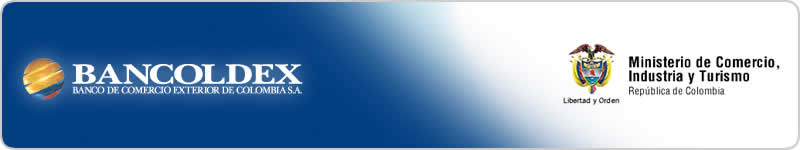 BANCOLDEX
BANCO DE COMERCIO EXTERIOR DE COLOMBIA S.A.
Libertad y Orden
Ministerio de Comercio,
Industria y Turismo
República de Colombia